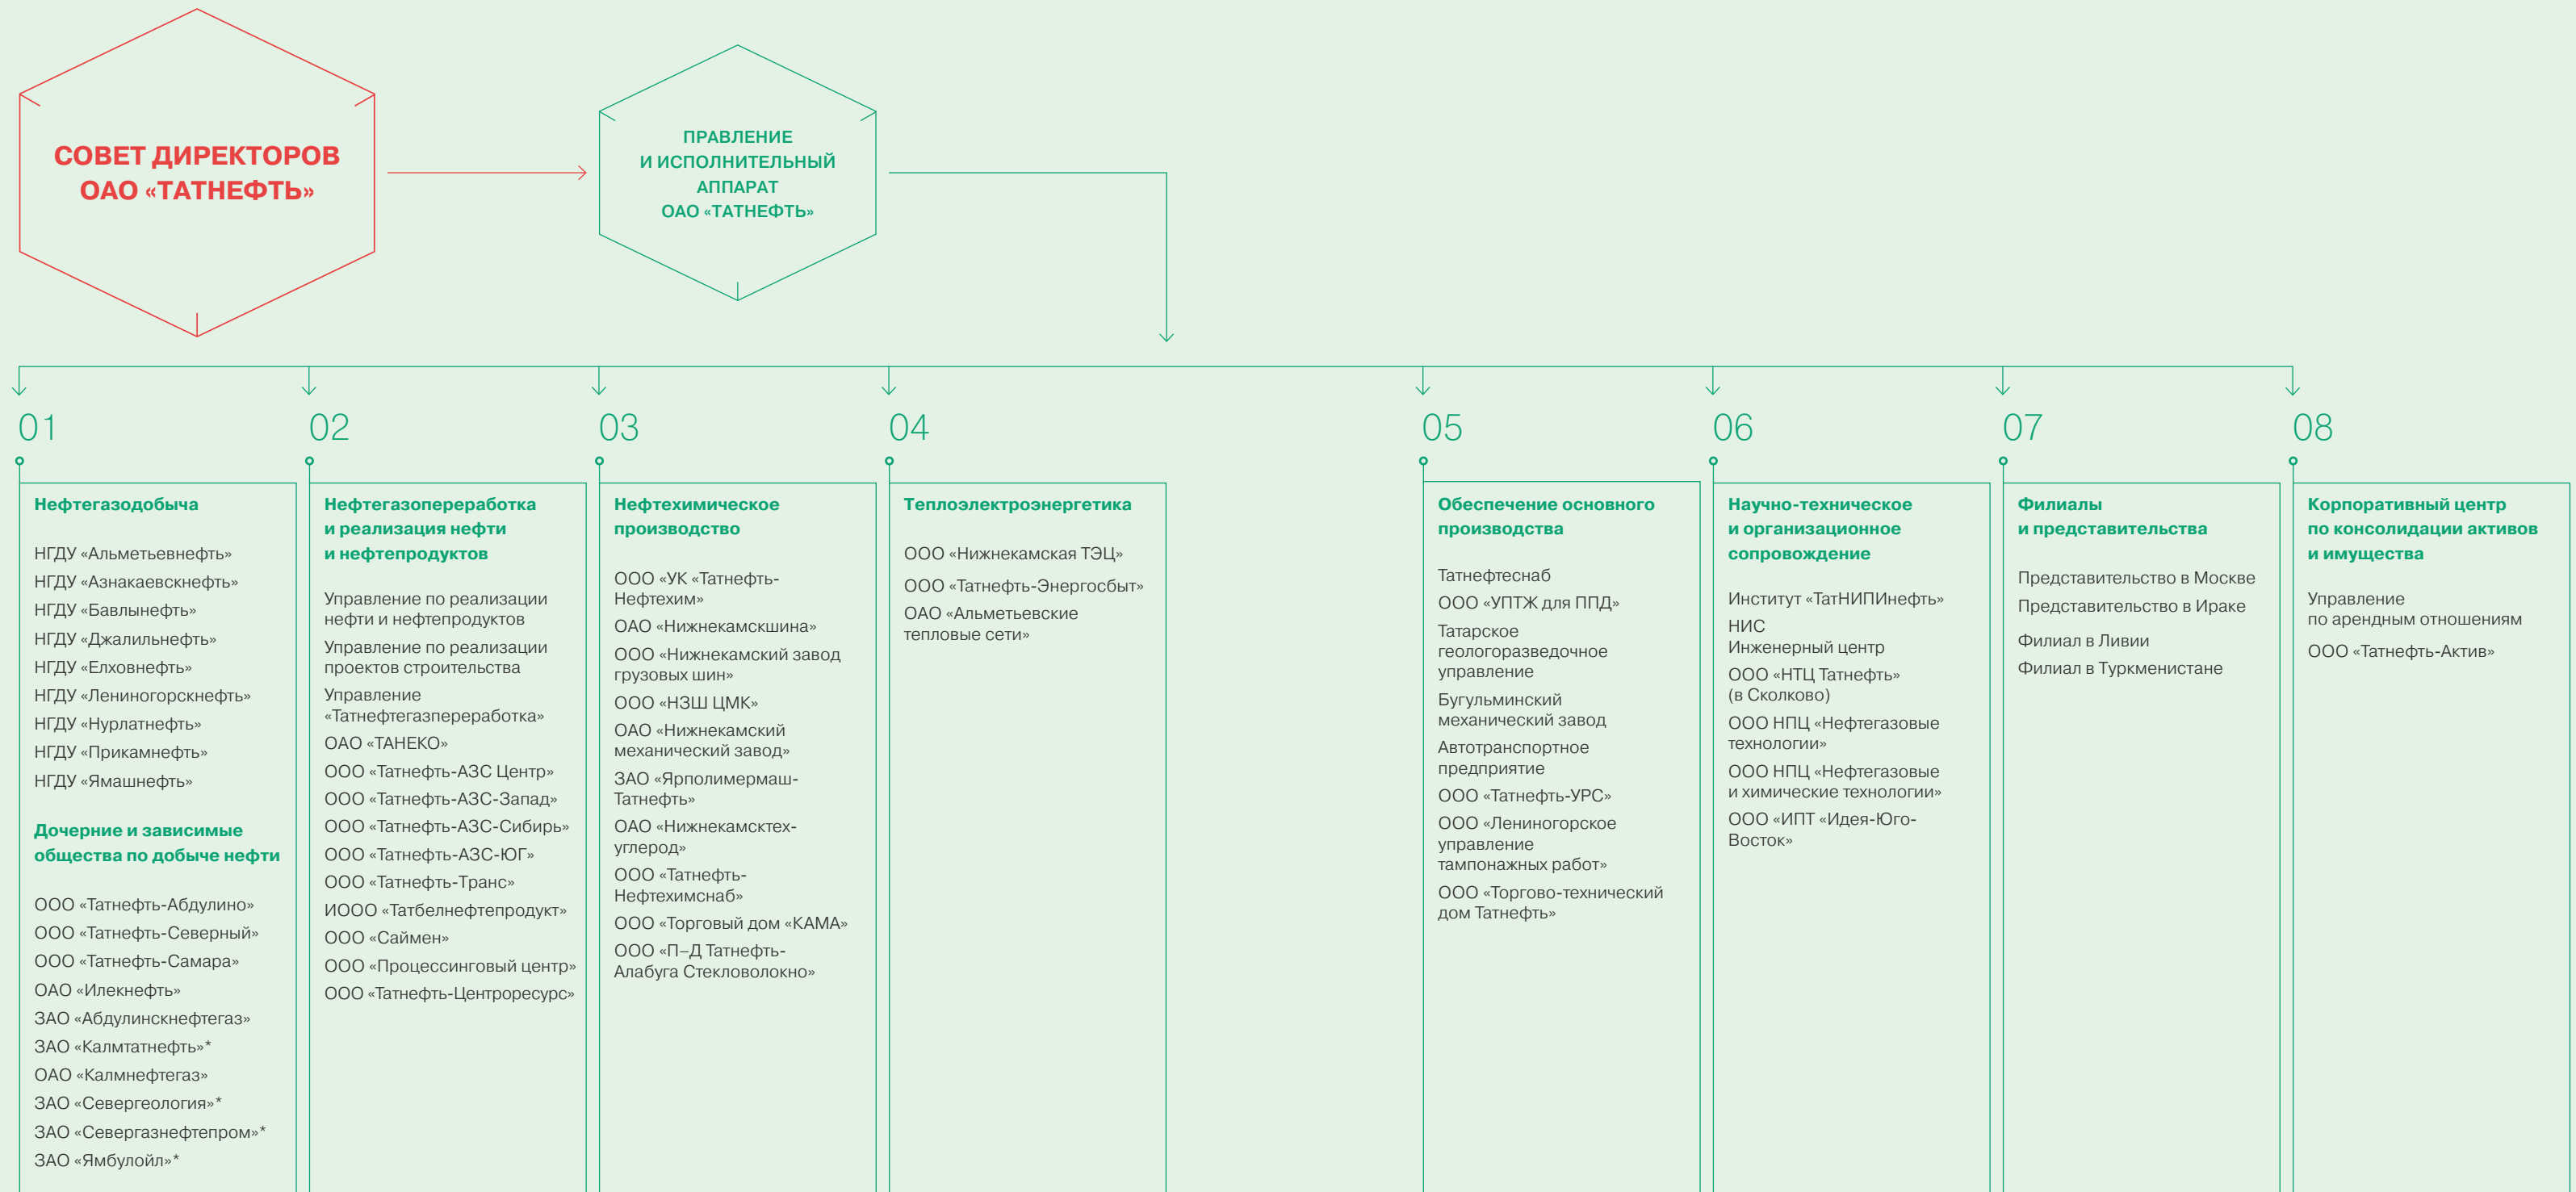 СОВЕТ ДИРЕКТОРОВ
ОАО «ТАТНЕФТЬ»
ПРАВЛЕНИЕ
И ИСПОЛНИТЕЛЬНЫЙ
АППАРАТ
ОАО «ТАТНЕФТЬ»
01
Нефтегазодобыча
НГДУ «Альметьевнефть»
НГДУ «Азнакаевскнефть»
НГДУ «Бавлынефть»
НГДУ «Джалильнефть»
НГДУ «Елховнефть»
НГДУ «Лениногорскнефть»
НГДУ «Нурлатнефть»
НГДУ «Прикамнефть»
НГДУ «Ямашнефть»
Дочерние и зависимые
общества по добыче нефти
ООО «Татнефть-Абдулино»
ООО «Татнефть-Северный»
ООО «Татнефть-Самара»
ОАО «Илекнефть»
ЗАО «Абдулинскнефтегаз»
ЗАО «Калмтатнефть»*
ОАО «Калмнефтегаз»
ЗАО «Севергеология»*
ЗАО «Севергазнефтепром»*
ЗАО «Ямбулойл»*
02
Нефтегазопереработка
и реализация нефти
и нефтепродуктов
Управление по реализации
нефти и нефтепродуктов
Управление по реализации
проектов строительства
Управление
«Татнефтегазпереработка»
ОАО «ТАНЕКО»
ООО «Татнефть-АЗС Центр»
ООО «Татнефть-АЗС-Запад»
ООО «Татнефть-АЗС-Сибирь»
ООО «Татнефть-АЗС-ЮГ»
ООО «Татнефть-Транс»
ИООО «Татбелнефтепродукт»
ООО «Саймен»
ООО «Процессинговый центр»
ООО «Татнефть-Центроресурс»
03
Нефтехимическое
производство
ООО «УК «Татнефть-
Нефтехим»
ОАО «Нижнекамскшина»
ООО «Нижнекамский завод
грузовых шин»
ООО «НЗШ ЦМК»
ОАО «Нижнекамский
механический завод»
ЗАО «Ярполимермаш-
Татнефть»
ОАО «Нижнекамсктех-
углерод»
ООО «Татнефть-
Нефтехимснаб»
ООО «Торговый дом «КАМА»
ООО «П–Д Татнефть-
Алабуга Стекловолокно»
04
Теплоэлектроэнергетика
ООО «Нижнекамская ТЭЦ»
ООО «Татнефть-Энергосбыт»
ОАО «Альметьевские
тепловые сети»
05
Обеспечение основного
производства
Татнефтеснаб
ООО «УПТЖ для ППД»
Татарское
геологоразведочное
управление
Бугульминский
механический завод
Автотранспортное
предприятие
ООО «Татнефть-УРС»
ООО «Лениногорское
управление
тампонажных работ»
ООО «Торгово-технический
дом Татнефть»
06
Научно-техническое
и организационное
сопровождение
Институт «ТатНИПИнефть»
НИС
Инженерный центр
ООО «НТЦ Татнефть»
(в Сколково)
ООО НПЦ «Нефтегазовые
технологии»
ООО НПЦ «Нефтегазовые
и химические технологии»
ООО «ИПТ «Идея-Юго-
Восток»
07
Филиалы
и представительства
Представительство в Москве
Представительство в Ираке
Филиал в Ливии
Филиал в Туркменистане
08
Корпоративный центр
по консолидации активов
и имущества
Управление
по арендным отношениям
ООО «Татнефть-Актив»